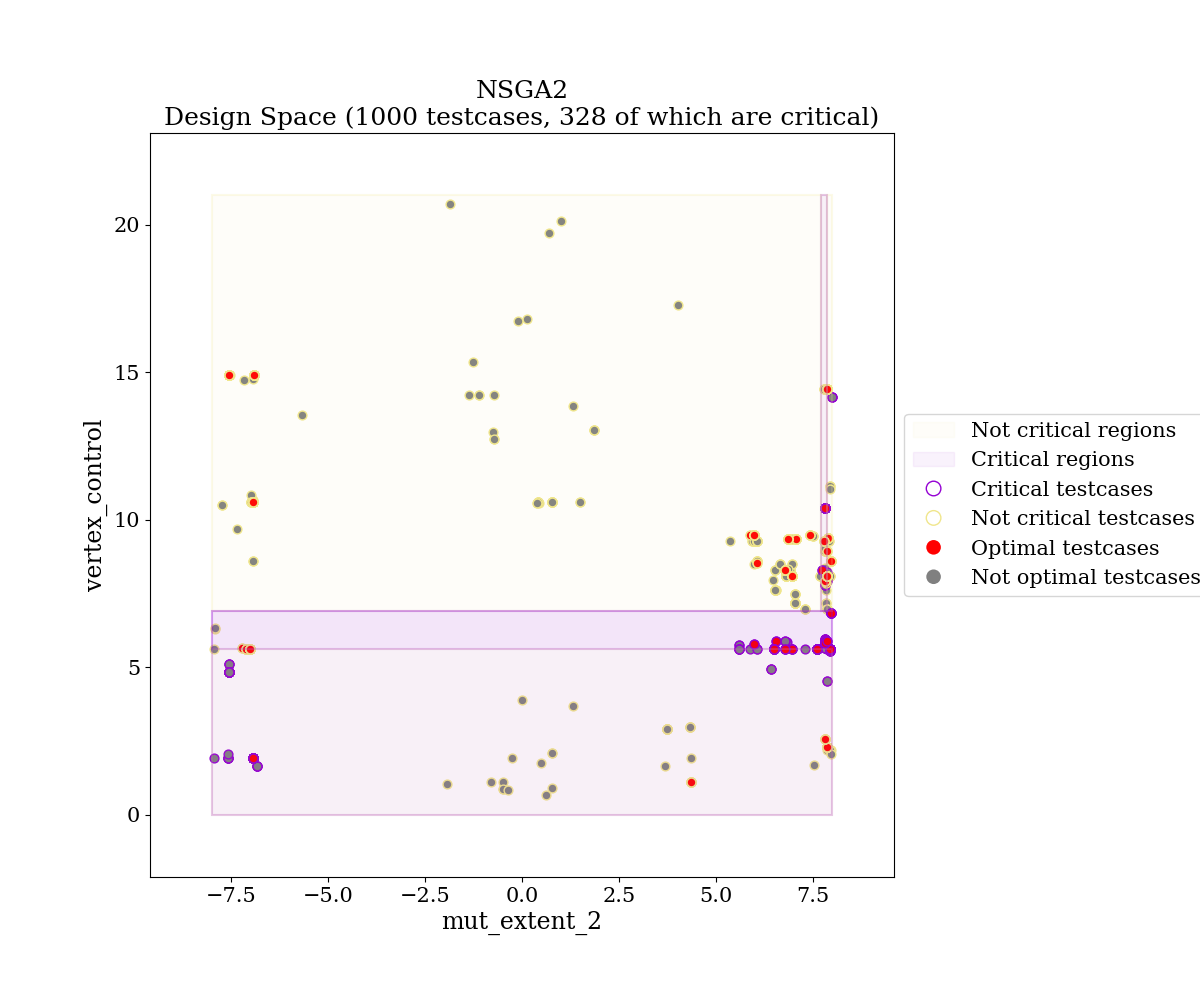 NSGA2
Design Space (1000 testcases, 328 of which are critical)
20
15
10
5
0
vertex_control
−7.5
−5.0
−2.5
0.0
2.5
5.0
7.5
mut_extent_2
Not critical regions
Critical regions
Critical testcases
Not critical testcases
Optimal testcases
Not optimal testcases